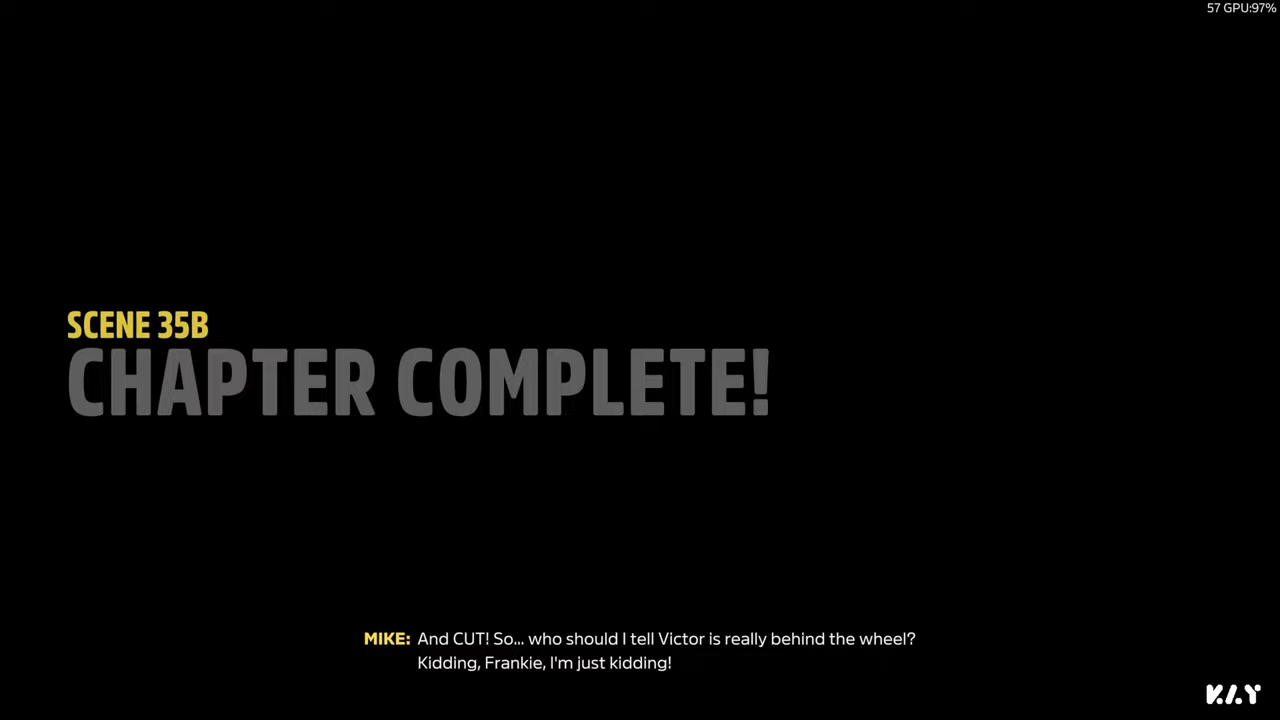 57 GPU:97%
SCENE 35B
CHAPTER COMPLETE!
MIKE: And CUT! So... who should I tell Victor is really behind the wheel?
Kidding, Frankie, I'm just kidding!
KAY